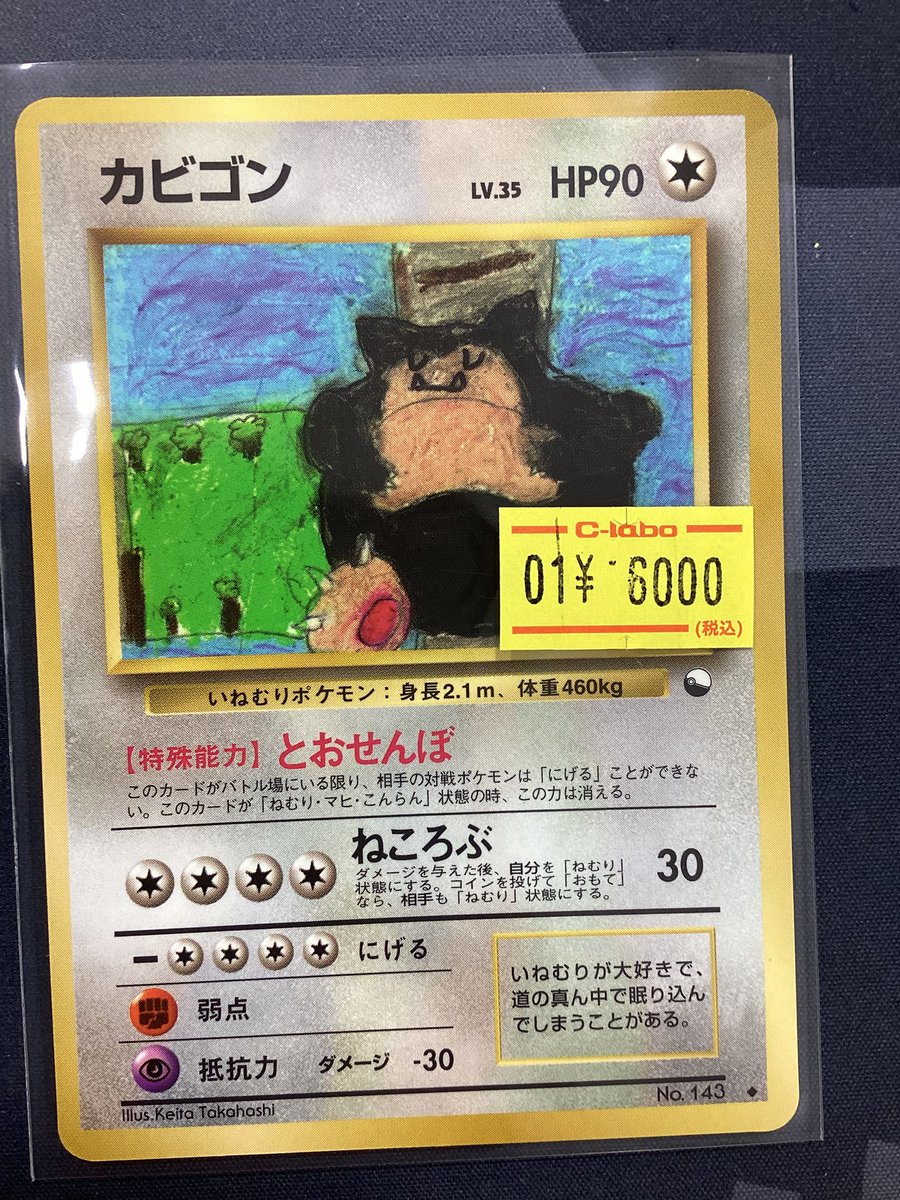 カビゴン
LV.35 HP90
C-labo
01¥ 6000
(税込)
いねむりポケモン：身長2.1m、体重460kg
【特殊能力】とおせんぼ
このカードがバトル場にいる限り、相手の対戦ポケモンは「にげる」ことができな
い。このカードが「ねむり・マヒ・こんらん」状態の時、この力は消える。
ねころぶ
30
ダメージを与えた後、自分を「ねむり」
状態にする。コインを投げて「おもて」
なら、相手も「ねむり」状態にする。
にげる
弱点
抵抗力 ダメージ -30
いねむりが大好きで、
道の真ん中で眠り込ん
でしまうことがある。
Illus.Keita Takahashi
No. 143